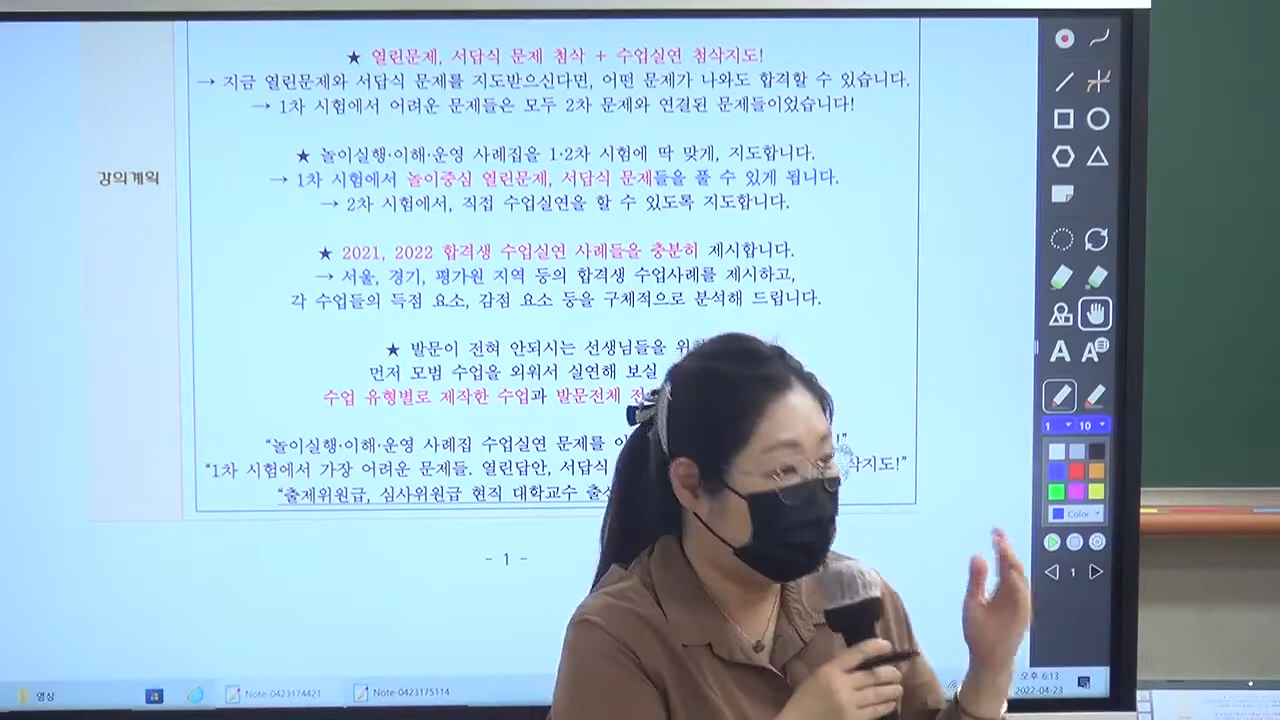 ★ 열린문제, 서답식 문제 첨삭 + 수업실연 첨삭지도!
→ 지금 열린문제와 서답식 문제를 지도받으신다면, 어떤 문제가 나와도 합격할 수 있습니다.
→ 1차 시험에서 어려운 문제들은 모두 2차 문제와 연결된 문제들이었습니다!
★ 놀이실행·이해·운영 사례집을 1·2차 시험에 딱 맞게, 지도합니다.
강의계획
→ 1차 시험에서 놀이중심 열린문제, 서답식 문제들을 풀 수 있게 됩니다.
→ 2차 시험에서, 직접 수업실연을 할 수 있도록 지도합니다.
★ 2021, 2022 합격생 수업실연 사례들을 충분히 제시합니다.
→ 서울, 경기, 평가원 지역 등의 합격생 수업사례를 제시하고,
각 수업들의 득점 요소, 감점 요소 등을 구체적으로 분석해 드립니다.
★ 발문이 전혀 안되시는 선생님들을
먼저 모범 수업을 외워서 실연해 보실
수업 유형별로 제작한 수업과 발문전체
“놀이실행·이해·운영 사례집 수업실연 문제를 !”
“1차 시험에서 가장 어려운 문제들. 열린답안, 서답식 삭지도!”
“출제위원급, 심사위원급 현직 대학교수
- 1 -
A A
1 10
Color
1
영상 Note-0423174421 Note-0423175114 오후 6:13
2022-04-23